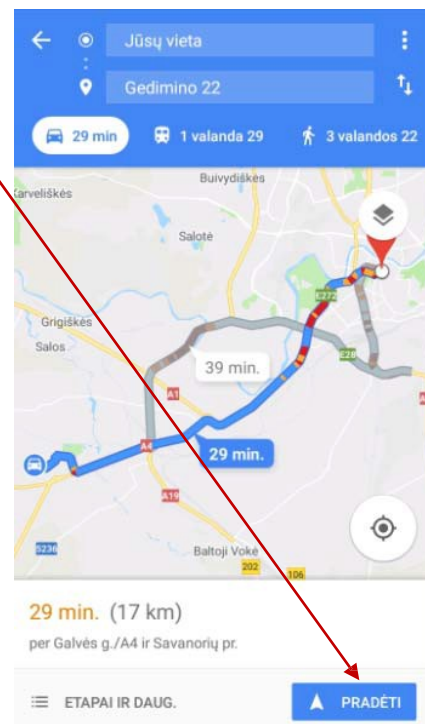 Jūsų vieta
Gedimino 22
29 min
1 valanda 29
3 valandos 22
Buivydiškės
Karveliškės
Salotė
E272
Grigiškės
Salos
39 min.
E28
A1
A4
29 min.
A19
5236
Baltoji Vokė
202
106
29 min. (17 km)
per Galvės g./A4 ir Savanorių pr.
ETAPAI IR DAUG.
PRADĖTI